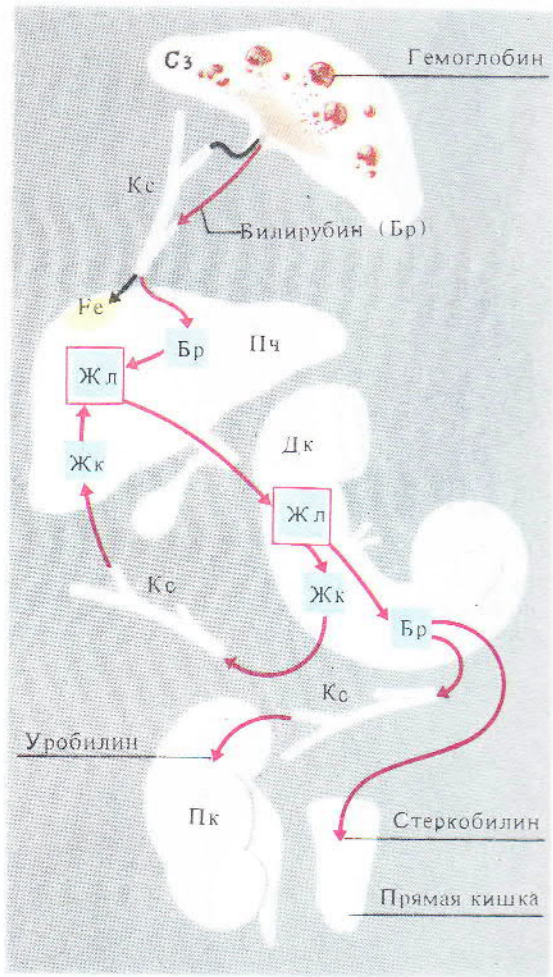 Сз
Гемоглобин
Кс
Билирубин (Бр)
Fe
Бр
Пч
Жл
Жк
Дк
Жл
Кс
Жк
Бр
Кс
Уробилин
Пк
Стеркобилин
Прямая кишка